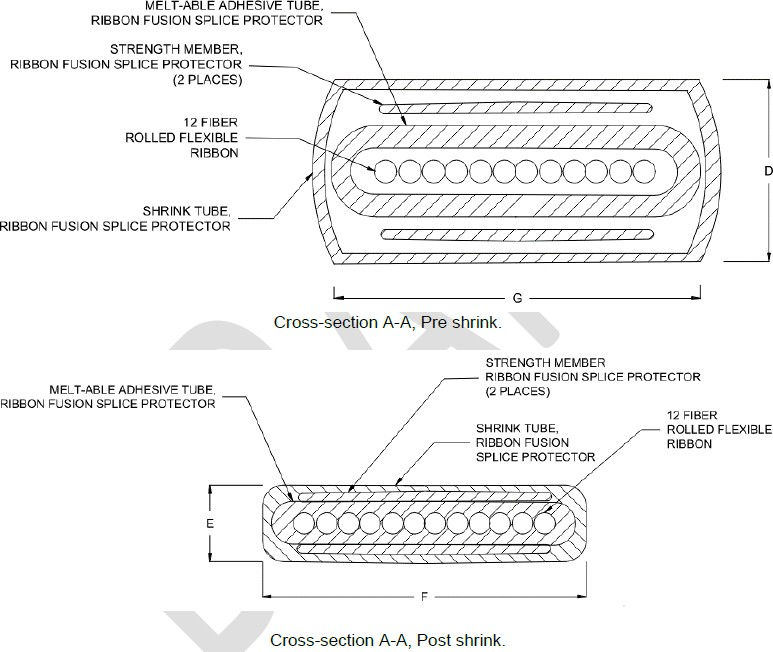 MELT-ABLE ADHESIVE TUBE,
RIBBON FUSION SPLICE PROTECTOR
STRENGTH MEMBER,
RIBBON FUSION SPLICE PROTECTOR
(2 PLACES)
12 FIBER
ROLLED FLEXIBLE
RIBBON
D
SHRINK TUBE,
RIBBON FUSION SPLICE PROTECTOR
G
Cross-section A-A, Pre shrink.
STRENGTH MEMBER
RIBBON FUSION SPLICE PROTECTOR
(2 PLACES)
MELT-ABLE ADHESIVE TUBE,
RIBBON FUSION SPLICE PROTECTOR
12 FIBER
ROLLED FLEXIBLE
RIBBON
SHRINK TUBE,
RIBBON FUSION
SPLICE PROTECTOR
E
F
Cross-section A-A, Post shrink.